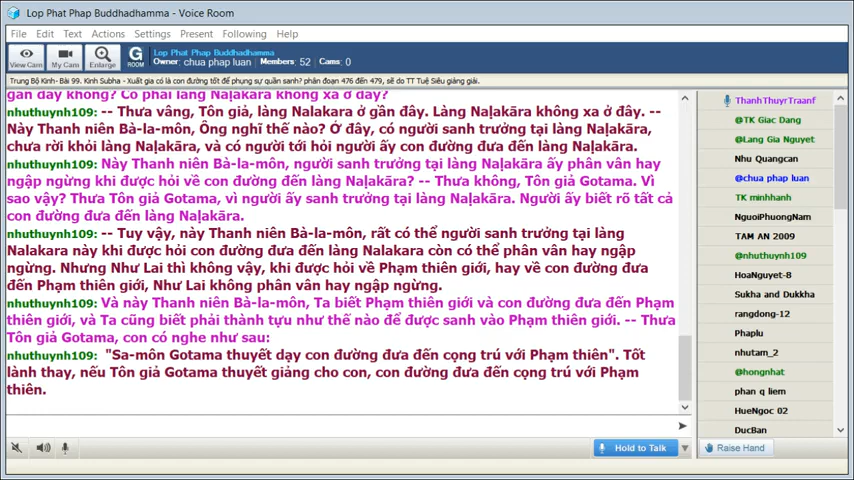 Lop Phat Phap Buddhadhamma - Voice Room
File Edit Text Actions Settings Present Following Help
View Cam My Cam Enlarge G ROOM
Lop Phat Phap Buddhadhamma
Owner: chua phap luan Members: 52 Cams: 0
Trung Bộ Kinh- Bài 99. Kinh Subha - Xuất gia có là con đường tốt để phụng sự quần sanh? phân đoạn 476 đến 479, sẽ do TT Tuệ Siêu giảng giải.
gần đây không? Có phải làng Naḷakāra không xa ở đây?
nhuthuynh109: -- Thưa vâng, Tôn giả, làng Nalakara ở gần đây. Làng Naḷakāra không xa ở đây. --
Này Thanh niên Bà-la-môn, Ông nghĩ thế nào? Ở đây, có người sanh trưởng tại làng Naḷakāra,
chưa rời khỏi làng Naḷakāra, và có người tới hỏi người ấy con đường đưa đến làng Naḷakāra.
nhuthuynh109: Này Thanh niên Bà-la-môn, người sanh trưởng tại làng Naḷakāra ấy phân vân hay
ngập ngừng khi được hỏi về con đường đến làng Naḷakāra? -- Thưa không, Tôn giả Gotama. Vì
sao vậy? Thưa Tôn giả Gotama, vì người ấy sanh trưởng tại làng Naḷakāra. Người ấy biết rõ tất cả
con đường đưa đến làng Naḷakāra.
nhuthuynh109: -- Tuy vậy, này Thanh niên Bà-la-môn, rất có thể người sanh trưởng tại làng
Nalakara này khi được hỏi con đường đưa đến làng Nalakara còn có thể phân vân hay ngập
ngừng. Nhưng Như Lai thì không vậy, khi được hỏi về Phạm thiên giới, hay về con đường đưa
đến Phạm thiên giới, Như Lai không phân vân hay ngập ngừng.
nhuthuynh109: Và này Thanh niên Bà-la-môn, Ta biết Phạm thiên giới và con đường đưa đến Phạm
thiên giới, và Ta cũng biết phải thành tựu như thế nào để được sanh vào Phạm thiên giới. -- Thưa
Tôn giả Gotama, con có nghe như sau:
nhuthuynh109: "Sa-môn Gotama thuyết dạy con đường đưa đến cọng trú với Phạm thiên". Tốt
lành thay, nếu Tôn giả Gotama thuyết giảng cho con, con đường đưa đến cọng trú với Phạm
thiên.
Hold to Talk
ThanhThuyrTraanf
@TK Giac Dang
@Lang Gia Nguyet
Nhu Quangcan
@chua phap luan
TK minhhanh
NguoiPhuongNam
TAM AN 2009
@nhuthuynh109
HoaNguyet-8
Sukha and Dukkha
rangdong-12
Phaplu
nhutam_2
@hongnhat
phan q liem
HueNgoc 02
DucBan
Raise Hand